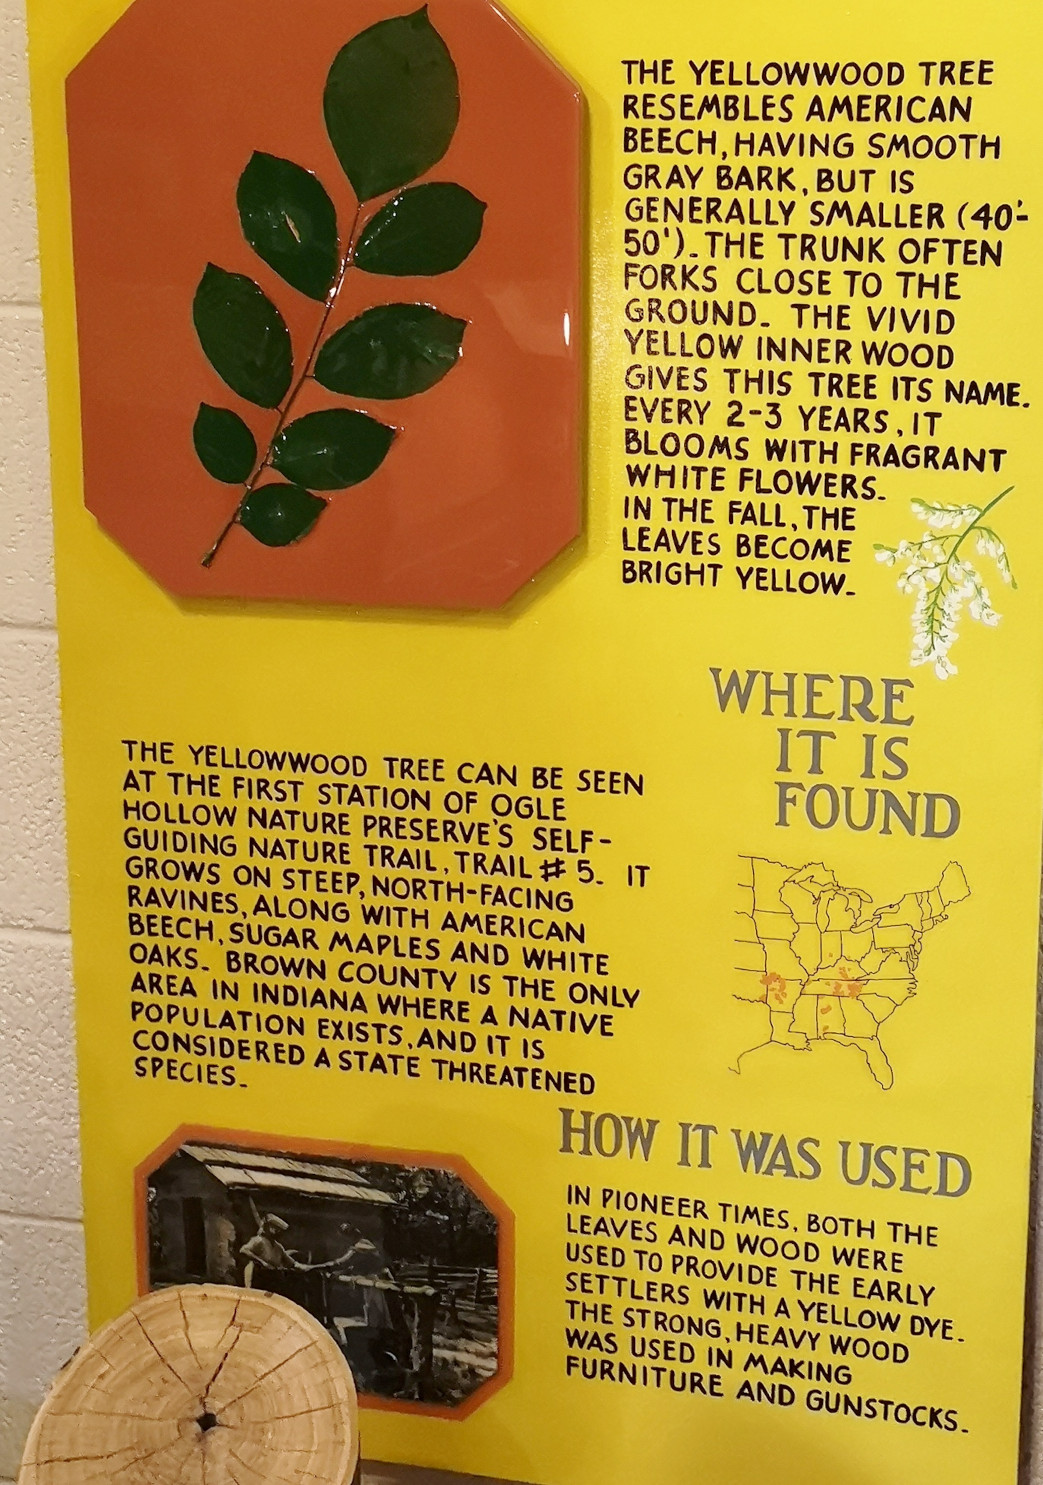 THE YELLOWWOOD TREE
RESEMBLES AMERICAN
BEECH, HAVING SMOOTH
GRAY BARK, BUT IS
GENERALLY SMALLER (40'-
50'). THE TRUNK OFTEN
FORKS CLOSE TO THE
GROUND. THE VIVID
YELLOW INNER WOOD
GIVES THIS TREE ITS NAME.
EVERY 2-3 YEARS, IT
BLOOMS WITH FRAGRANT
WHITE FLOWERS.
IN THE FALL, THE
LEAVES BECOME
BRIGHT YELLOW.
WHERE
IT IS
FOUND
THE YELLOWWOOD TREE CAN BE SEEN
AT THE FIRST STATION OF OGLE
HOLLOW NATURE PRESERVE'S SELF-
GUIDING NATURE TRAIL, TRAIL # 5. IT
GROWS ON STEEP, NORTH-FACING
RAVINES, ALONG WITH AMERICAN
BEECH, SUGAR MAPLES AND WHITE
OAKS. BROWN COUNTY IS THE ONLY
AREA IN INDIANA WHERE A NATIVE
POPULATION EXISTS, AND IT IS
CONSIDERED A STATE THREATENED
SPECIES.
HOW IT WAS USED
IN PIONEER TIMES, BOTH THE
LEAVES AND WOOD WERE
USED TO PROVIDE THE EARLY
SETTLERS WITH A YELLOW DYE.
THE STRONG, HEAVY WOOD
WAS USED IN MAKING
FURNITURE AND GUNSTOCKS.